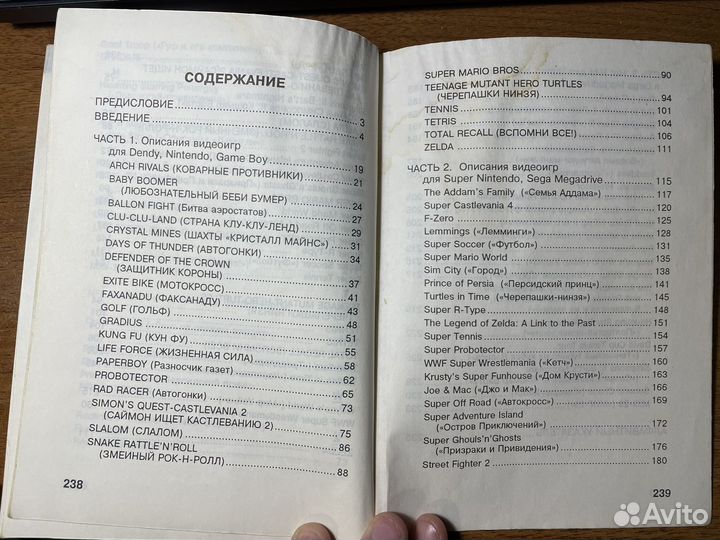 СОДЕРЖАНИЕ
ПРЕДИСЛОВИЕ 3
ВВЕДЕНИЕ 4
ЧАСТЬ 1. Описания видеоигр
для Dendy, Nintendo, Game Boy 19
ARCH RIVALS (КОВАРНЫЕ ПРОТИВНИКИ) 21
BABY BOOMER
(ЛЮБОЗНАТЕЛЬНЫЙ БЕБИ БУМЕР) 24
BALLON FIGHT (Битва аэростатов) 27
CLU-CLU-LAND (СТРАНА КЛУ-КЛУ-ЛЕНД) 29
CRYSTAL MINES (ШАХТЫ «КРИСТАЛЛ МАЙНС») 31
DAYS OF THUNDER (АВТОГОНКИ) 34
DEFENDER OF THE CROWN
(ЗАЩИТНИК КОРОНЫ) 37
EXITE BIKE (МОТОКРОСС) 41
FAXANADU (ФАКСАНАДУ) 43
GOLF (ГОЛЬФ) 48
GRADIUS 51
KUNG FU (КУН ФУ) 55
LIFE FORCE (ЖИЗНЕННАЯ СИЛА) 58
PAPERBOY (Разносчик газет) 62
PROBOTECTOR 65
RAD RACER (Автогонки) 73
SIMON'S QUEST-CASTLEVANIA 2
(САЙМОН ИЩЕТ КАСТЛЕВАНИЮ 2) 75
SLALOM (СЛАЛОМ) 86
SNAKE RATTLE'N'ROLL
(ЗМЕИНЫЙ РОК-Н-РОЛЛ) 88
238
SUPER MARIO BROS 90
TEENAGE MUTANT HERO TURTLES
(ЧЕРЕПАШКИ НИНЗЯ) 94
TENNIS 101
TETRIS 104
TOTAL RECALL (ВСПОМНИ ВСЕ!) 106
ZELDA 111
ЧАСТЬ 2. Описания видеоигр
для Super Nintendo, Sega Megadrive 115
The Addam's Family («Семья Аддама») 117
Super Castlevania 4 120
F-Zero 125
Lemmings («Лемминги») 128
Super Soccer («Футбол») 131
Super Mario World 135
Sim City («Город») 138
Prince of Persia («Персидский принц») 141
Turtles in Time («Черепашки-нинзя») 145
Super R-Type 148
The Legend of Zelda: A Link to the Past 151
Super Tennis 154
Super Probotector 157
WWF Super Wrestlemania («Кетч») 160
Krusty's Super Funhouse («Дом Крусти») 163
Joe & Mac («Джо и Мак») 166
Super Off Road («Автокросс») 169
Super Adventure Island
(«Остров Приключений») 172
Super Ghouls'n'Ghosts
(«Призраки и Привидения») 176
Street Fighter 2 180
239
Avito